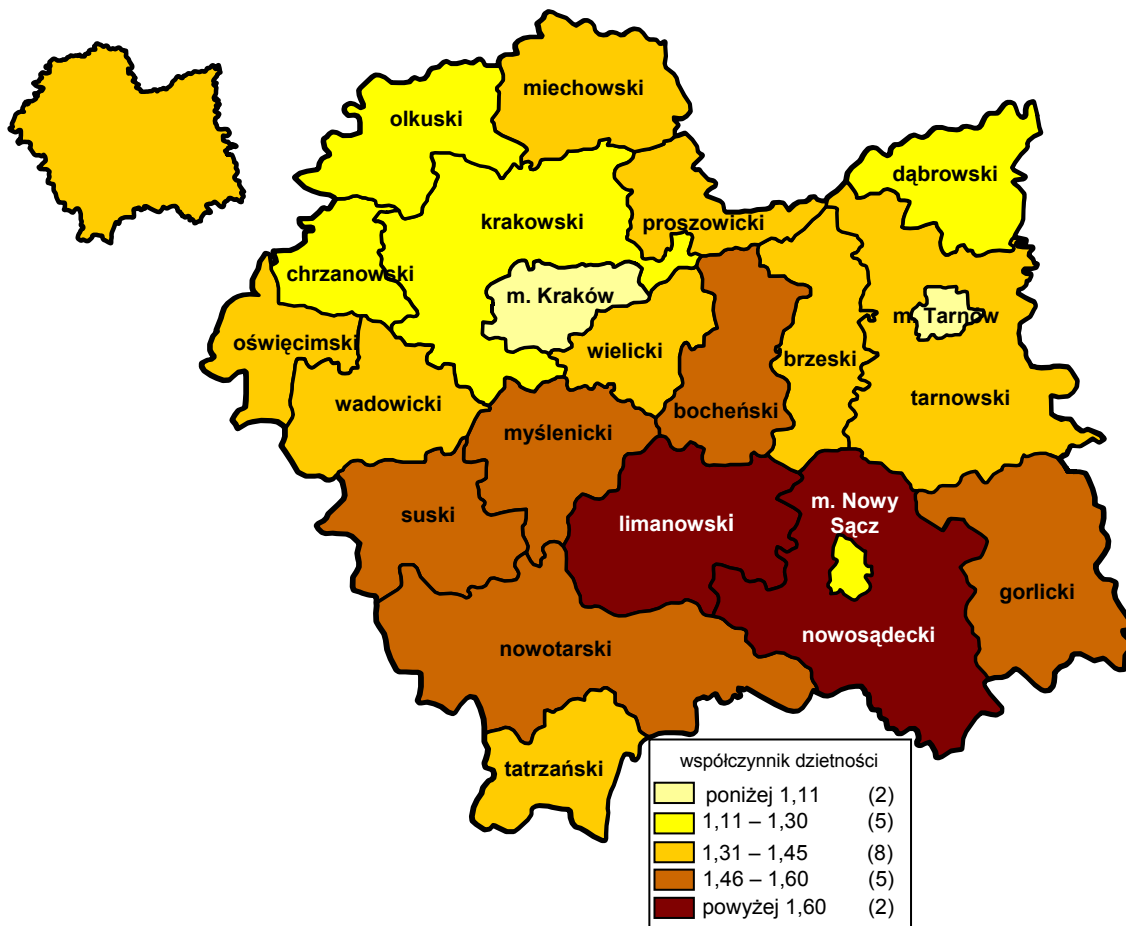 miechowski
olkuski
dąbrowski
krakowski
proszowicki
chrzanowski
m. Kraków
m. Tarnów
oświęcimski
wielicki
brzeski
wadowicki
bocheński
tarnowski
myślenicki
m. Nowy
Sącz
suski
limanowski
gorlicki
nowosądecki
nowotarski
tatrzański
współczynnik dzietności
poniżej 1,11 (2)
1,11 – 1,30 (5)
1,31 – 1,45 (8)
1,46 – 1,60 (5)
powyżej 1,60 (2)